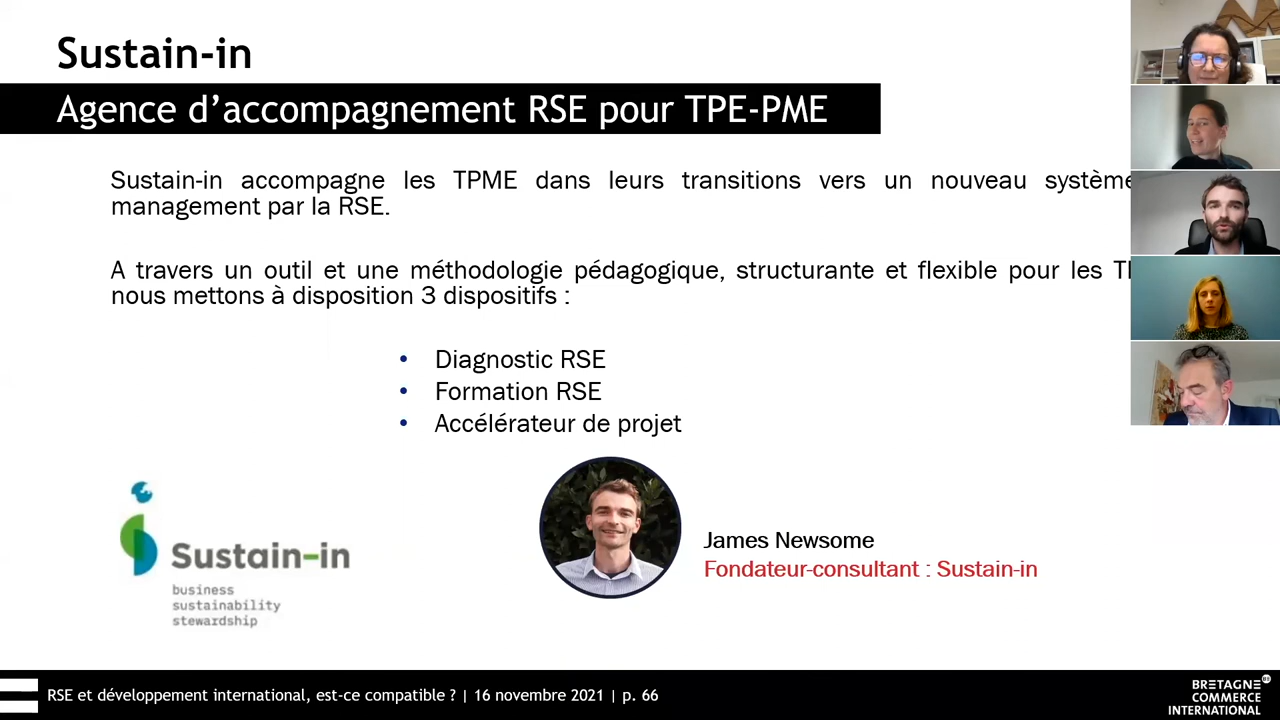 Sustain-in
Agence d’accompagnement RSE pour TPE-PME
Sustain-in accompagne les TPME dans leurs transitions vers un nouveau système
management par la RSE.
A travers un outil et une méthodologie pédagogique, structurante et flexible pour les
nous mettons à disposition 3 dispositifs :
• Diagnostic RSE
• Formation RSE
• Accélérateur de projet
Sustain-in
business
sustainability
stewardship
James Newsome
Fondateur-consultant : Sustain-in
RSE et développement international, est-ce compatible ? | 16 novembre 2021 | p. 66
BRETAGNE
COMMERCE
INTERNATIONAL